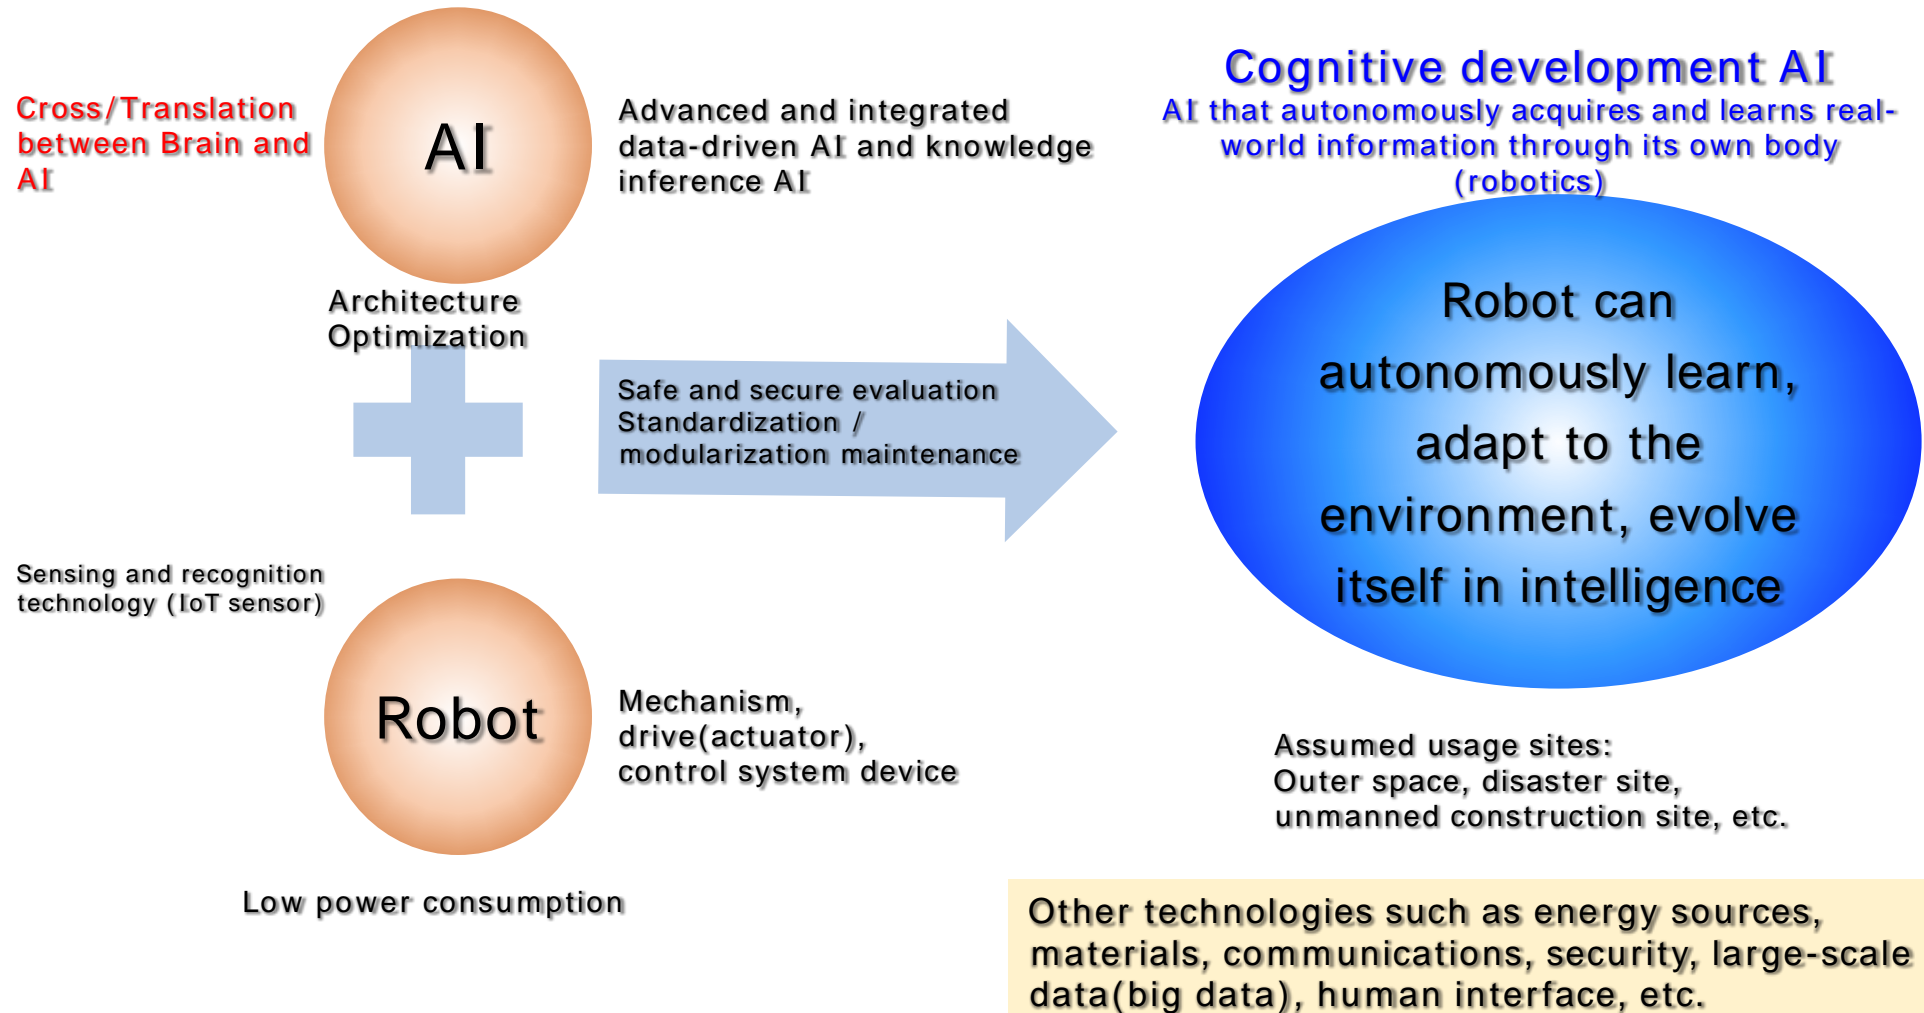 Cross/Translation
between Brain and
AI
AI
Advanced and integrated
data-driven AI and knowledge
inference AI
Architecture
Optimization
Safe and secure evaluation
Standardization /
modularization maintenance
Sensing and recognition
technology (IoT sensor)
Robot
Mechanism,
drive(actuator),
control system device
Low power consumption
Cognitive development AI
AI that autonomously acquires and learns real-
world information through its own body
(robotics)
Robot can
autonomously learn,
adapt to the
environment, evolve
itself in intelligence
Assumed usage sites:
Outer space, disaster site,
unmanned construction site, etc.
Other technologies such as energy sources,
materials, communications, security, large-scale
data(big data), human interface, etc.